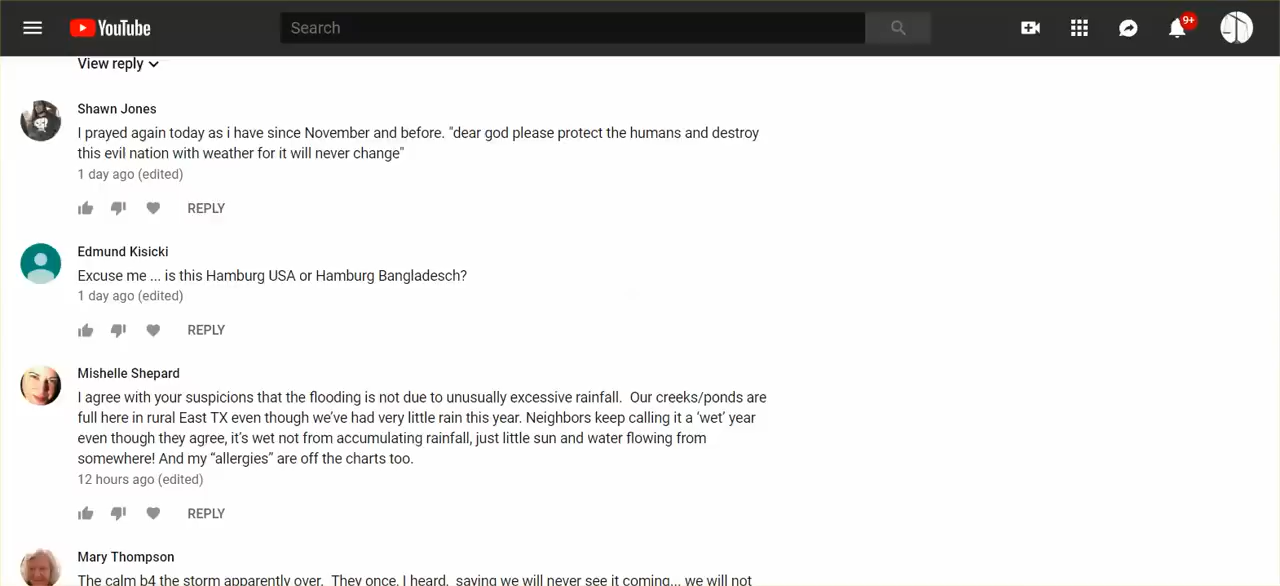 YouTube
Search
9+
View reply
Shawn Jones
I prayed again today as i have since November and before. "dear god please protect the humans and destroy
this evil nation with weather for it will never change"
1 day ago (edited)
REPLY
Edmund Kisicki
Excuse me ... is this Hamburg USA or Hamburg Bangladesch?
1 day ago (edited)
REPLY
Mishelle Shepard
I agree with your suspicions that the flooding is not due to unusually excessive rainfall.  Our creeks/ponds are
full here in rural East TX even though we've had very little rain this year. Neighbors keep calling it a ‘wet’ year
even though they agree, it's wet not from accumulating rainfall, just little sun and water flowing from
somewhere! And my “allergies” are off the charts too.
12 hours ago (edited)
REPLY
Mary Thompson
The calm b4 the storm apparently over.  They once, I heard,  saying we will never see it coming... we will not